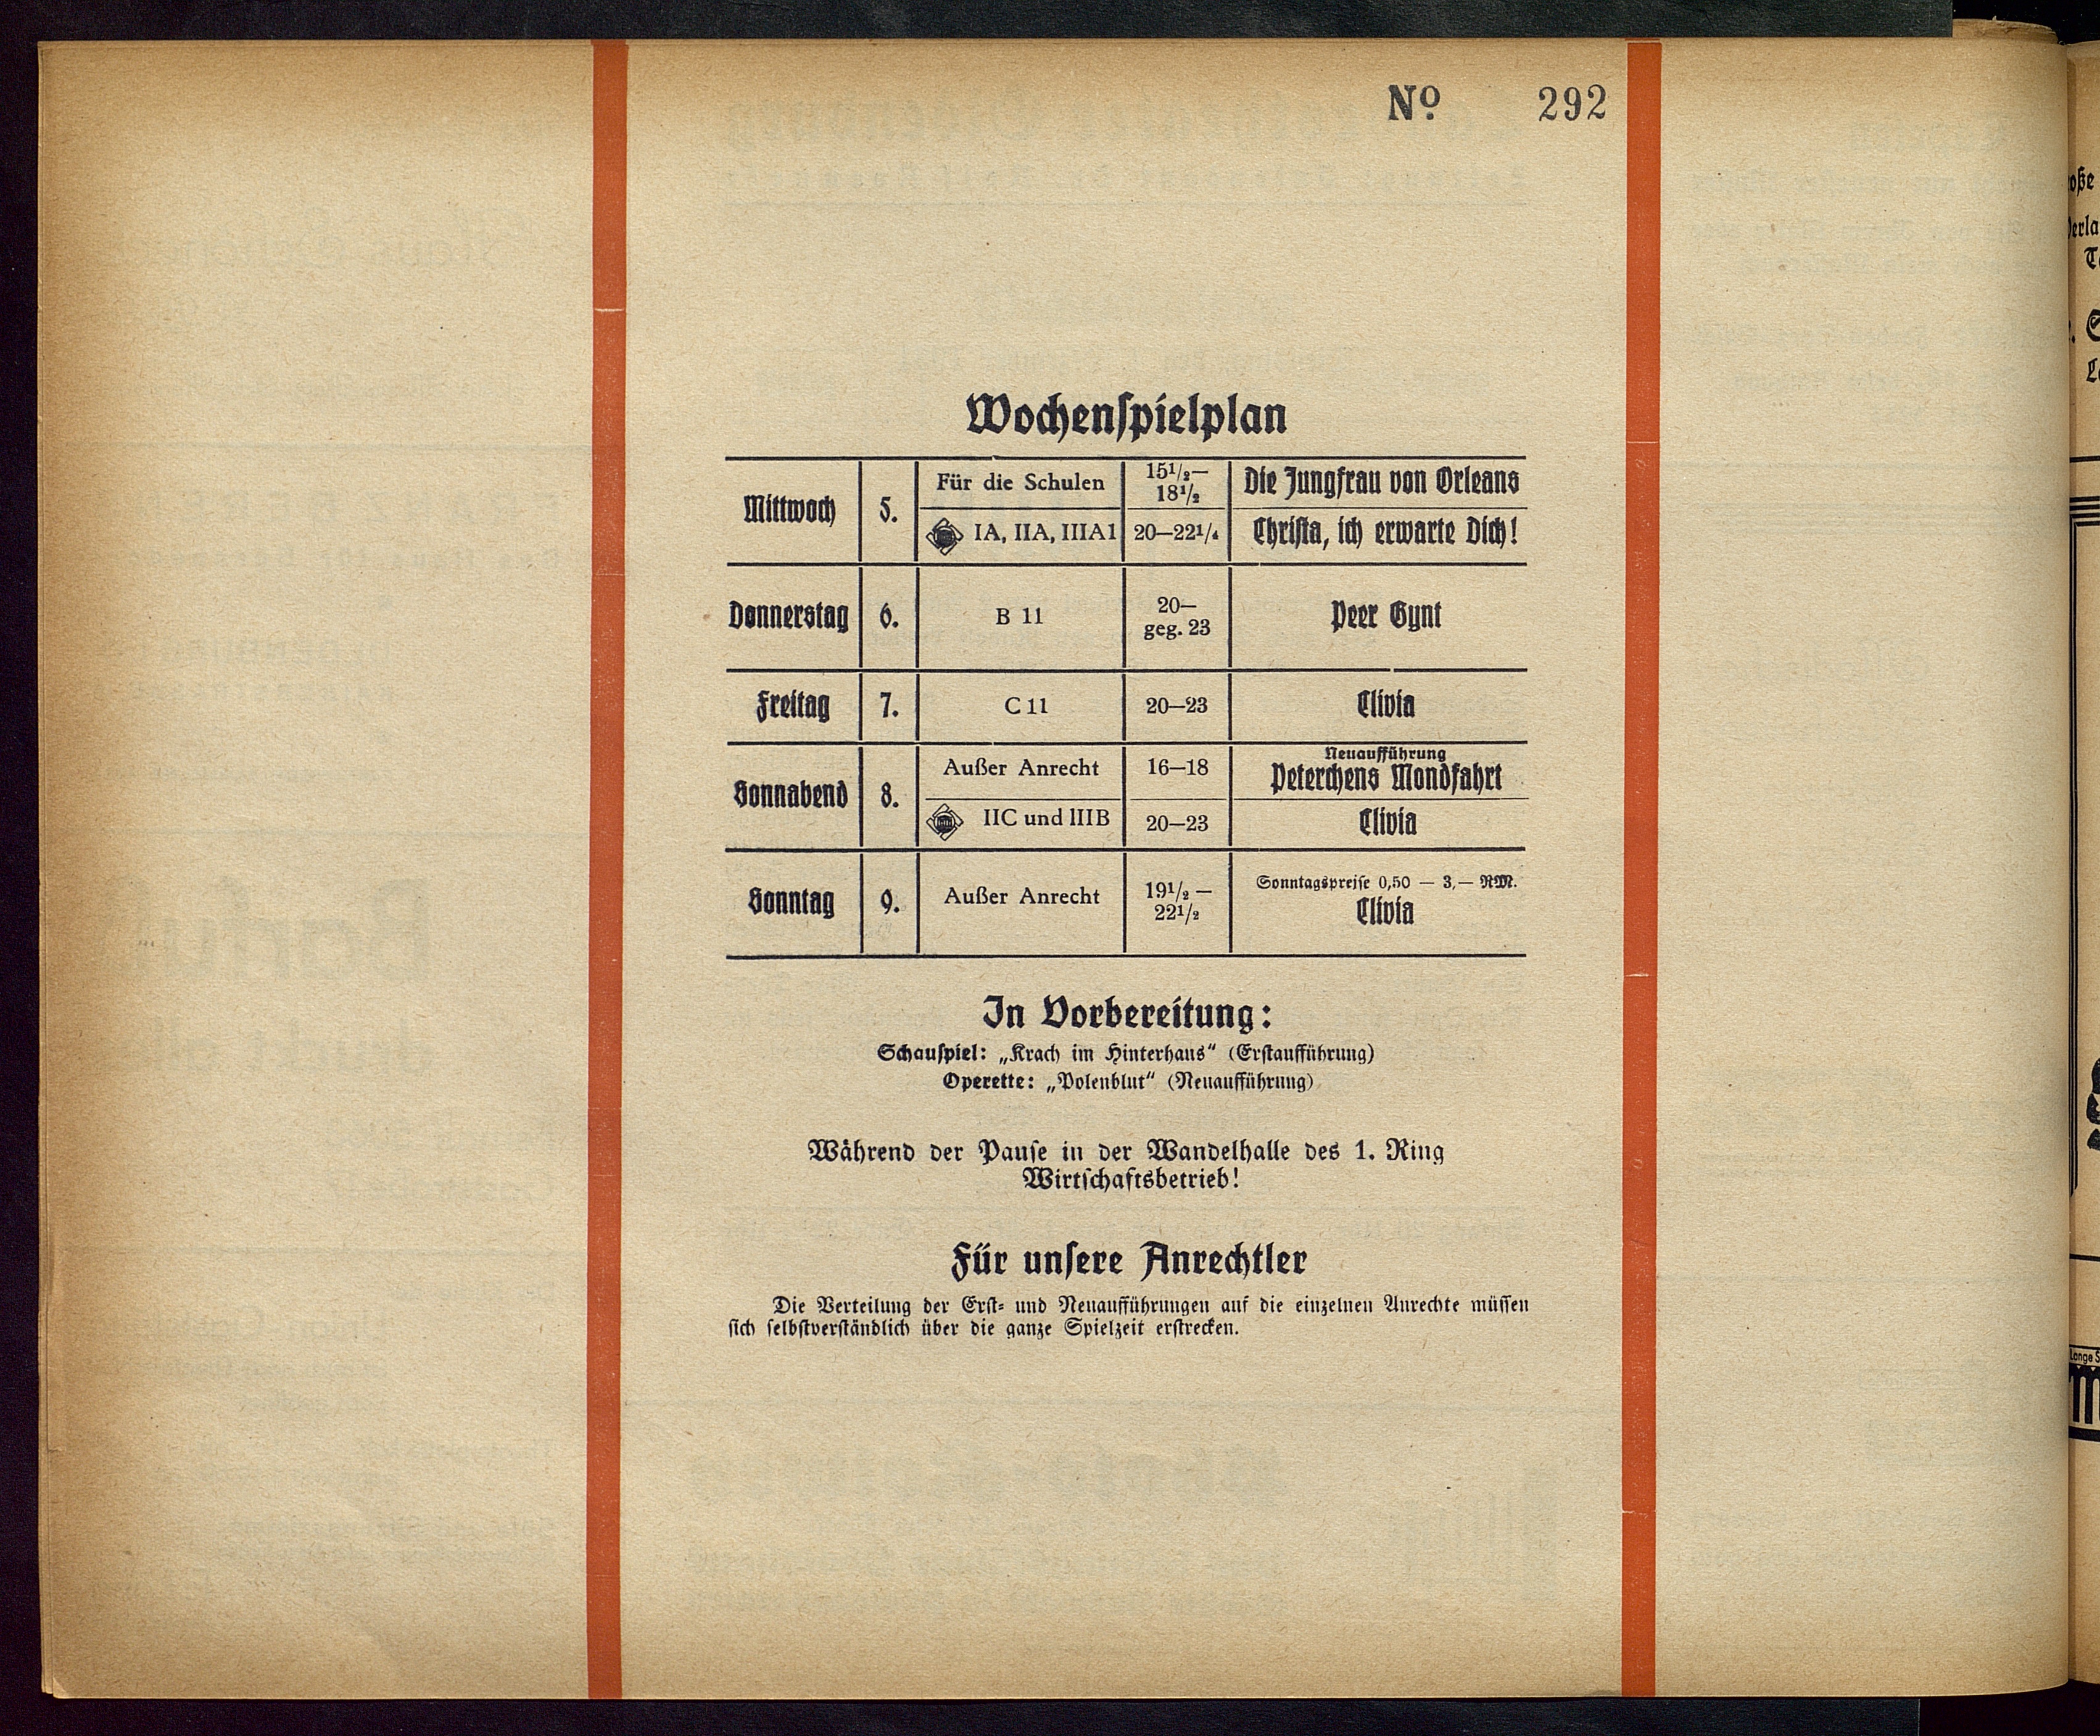 No. 292
Wochenspielplan
Mittwoch 5. Für die Schulen 15½— 18½ Die Jungfrau von Orleans
IA, IIA, IIIA1 20—22¼ Christa, ich erwarte Dich!
Donnerstag 6. B 11 20— geg. 23 Peer Gynt
Freitag 7. C 11 20—23 Clivia
Sonnabend 8. Außer Anrecht 16—18 Neuaufführung Peterchens Mondfahrt
IIC und IIIB 20—23 Clivia
Sonntag 9. Außer Anrecht 19½— 22½ Sonntagspreise 0,50 — 3,— RM. Clivia
In Vorbereitung:
Schauspiel: „Krach im Hinterhaus“ (Erstaufführung)
Operette: „Polenblut“ (Neuaufführung)
Während der Pause in der Wandelhalle des 1. Ring
Wirtschaftsbetrieb!
Für unsere Anrechtler
Die Verteilung der Erst- und Neuaufführungen auf die einzelnen Anrechte müssen
sich selbstverständlich über die ganze Spielzeit erstrecken.